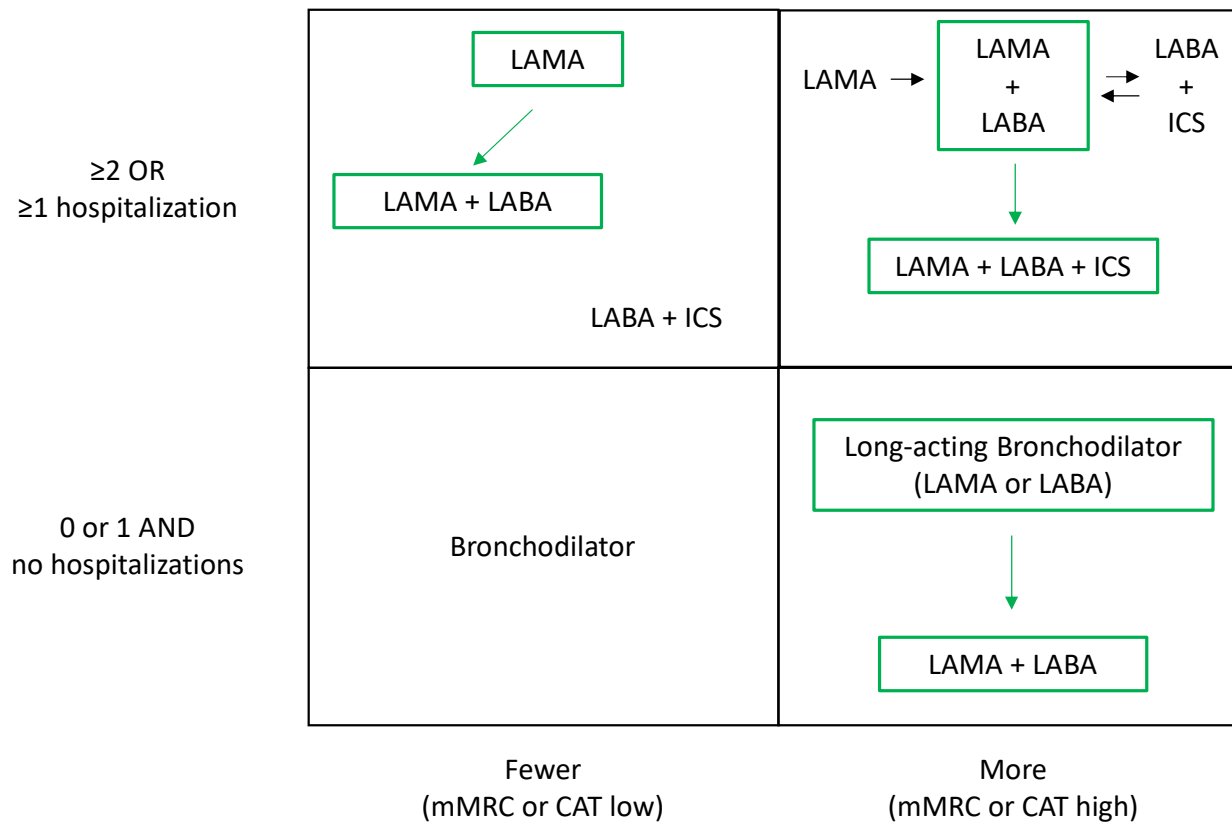 LAMA
LAMA + LABA
LABA + ICS
LAMA
LAMA
+
LABA
LABA
+
ICS
LAMA + LABA + ICS
≥2 OR
≥1 hospitalization
Bronchodilator
Long-acting Bronchodilator
(LAMA or LABA)
LAMA + LABA
0 or 1 AND
no hospitalizations
Fewer
(mMRC or CAT low)
More
(mMRC or CAT high)